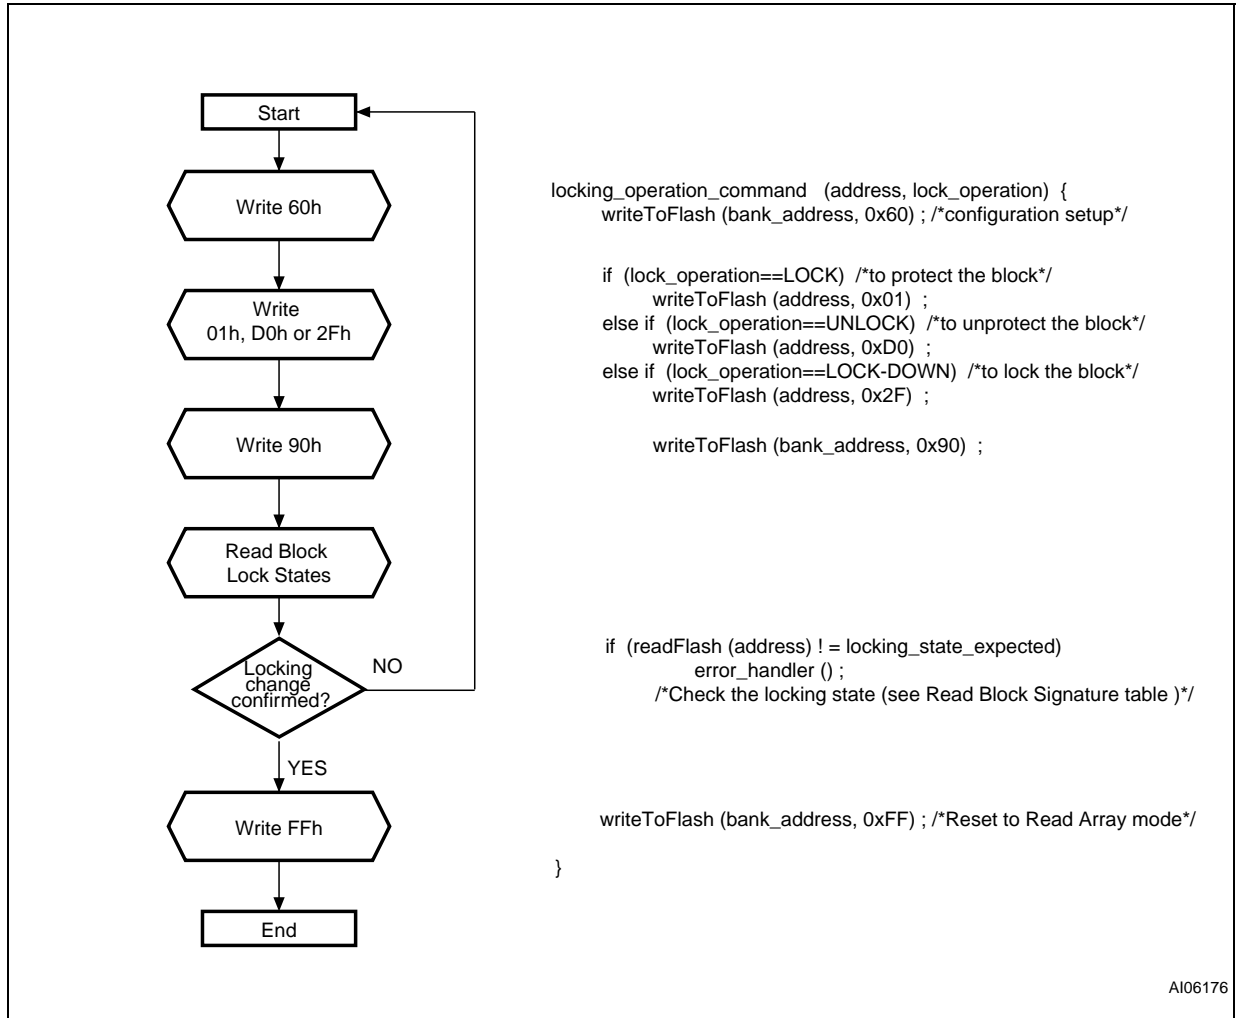 Start
Write 60h
Write
01h, D0h or 2Fh
Write 90h
Read Block
Lock States
Locking
change
confirmed?
NO
YES
Write FFh
End
locking_operation_command (address, lock_operation) {
writeToFlash (bank_address, 0x60) ; /*configuration setup*/
if (lock_operation==LOCK) /*to protect the block*/
writeToFlash (address, 0x01) ;
else if (lock_operation==UNLOCK) /*to unprotect the block*/
writeToFlash (address, 0xD0) ;
else if (lock_operation==LOCK-DOWN) /*to lock the block*/
writeToFlash (address, 0x2F) ;
writeToFlash (bank_address, 0x90) ;
if (readFlash (address) ! = locking_state_expected)
error_handler () ;
/*Check the locking state (see Read Block Signature table )*/
writeToFlash (bank_address, 0xFF) ; /*Reset to Read Array mode*/
}
AI06176